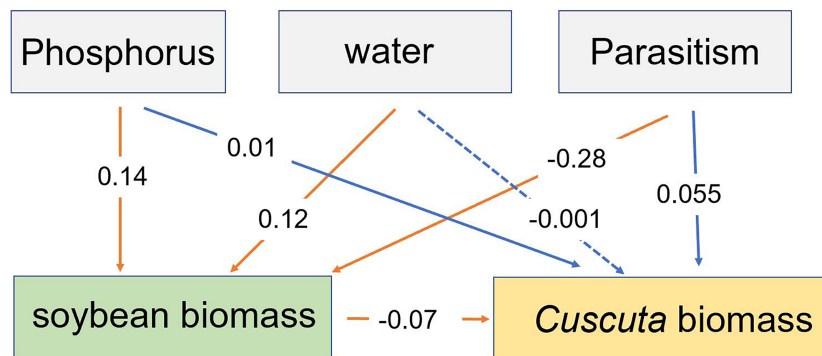 Phosphorus
water
Parasitism
0.01
-0.28
0.14
0.055
0.12
-0.001
soybean biomass
-0.07
Cuscuta biomass